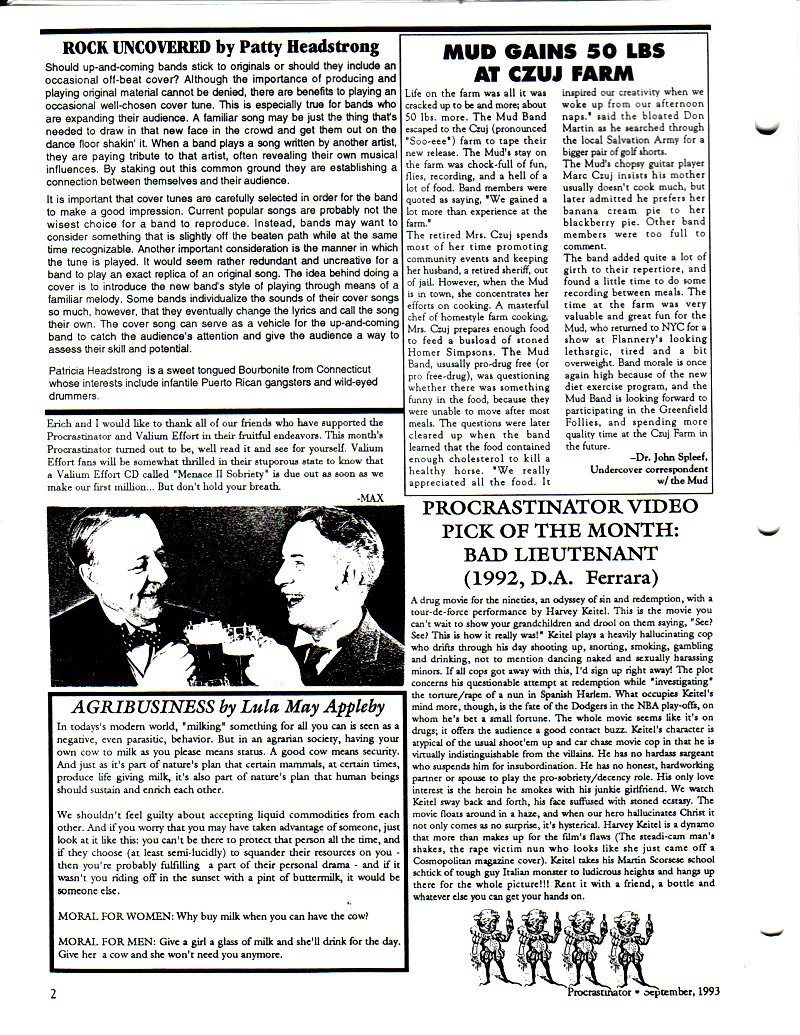 ROCK UNCOVERED by Patty Headstrong
Should up-and-coming bands stick to originals or should they include an
occasional off-beat cover? Although the importance of producing and
playing original material cannot be denied, there are benefits to playing an
occasional well-chosen cover tune. This is especially true for bands who
are expanding their audience. A familiar song may be just the thing that's
needed to draw in that new face in the crowd and get them out on the
dance floor shakin' it. When a band plays a song written by another artist,
they are paying tribute to that artist, often revealing their own musical
influences. By staking out this common ground they are establishing a
connection between themselves and their audience.
It is important that cover tunes are carefully selected in order for the band
to make a good impression. Current popular songs are probably not the
wisest choice for a band to reproduce. Instead, bands may want to
consider something that is slightly off the beaten path while at the same
time recognizable. Another important consideration is the manner in which
the tune is played. It would seem rather redundant and uncreative for a
band to play an exact replica of an original song. The idea behind doing a
cover is to introduce the new band's style of playing through means of a
familiar melody. Some bands individualize the sounds of their cover songs
so much, however, that they eventually change the lyrics and call the song
their own. The cover song can serve as a vehicle for the up-and-coming
band to catch the audience's attention and give the audience a way to
assess their skill and potential.
Patricia Headstrong is a sweet tongued Bourbonite from Connecticut
whose interests include infantile Puerto Rican gangsters and wild-eyed
drummers.
Erich and I would like to thank all of our friends who have supported the
Procrastinator and Valium Effort in their fruitful endeavors. This month's
Procrastinator turned out to be, well read it and see for yourself. Valium
Effort fans will be somewhat thrilled in their stuporous state to know that
a Valium Effort CD called "Menace II Sobriety" is due out as soon as we
make our first million... But don't hold your breath.
-MAX
AGRIBUSINESS by Lula May Appleby
In todays's modern world, "milking" something for all you can is seen as a
negative, even parasitic, behavior. But in an agrarian society, having your
own cow to milk as you please means status. A good cow means security.
And just as it's part of nature's plan that certain mammals, at certain times,
produce life giving milk, it's also part of nature's plan that human beings
should sustain and enrich each other.
We shouldn't feel guilty about accepting liquid commodities from each
other. And if you worry that you may have taken advantage of someone, just
look at it like this: you can't be there to protect that person all the time, and
if they choose (at least semi-lucidly) to squander their resources on you -
then you're probably fulfilling a part of their personal drama - and if it
wasn't you riding off in the sunset with a pint of buttermilk, it would be
someone else.
MORAL FOR WOMEN: Why buy milk when you can have the cow?
MORAL FOR MEN: Give a girl a glass of milk and she'll drink for the day.
Give her a cow and she won't need you anymore.
MUD GAINS 50 LBS
AT CZUJ FARM
Life on the farm was all it was
cracked up to be and more; about
50 lbs. more. The Mud Band
escaped to the Czuj (pronounced
"Soo-eee") farm to tape their
new release. The Mud's stay on
the farm was chock-full of fun,
flies, recording, and a hell of a
lot of food. Band members were
quoted as saying, "We gained a
lot more than experience at the
farm."
The retired Mrs. Czuj spends
most of her time promoting
community events and keeping
her husband, a retired sheriff, out
of jail. However, when the Mud
is in town, she concentrates her
efforts on cooking. A masterful
chef of homestyle farm cooking,
Mrs. Czuj prepares enough food
to feed a busload of stoned
Homer Simpsons. The Mud
Band, ususally pro-drug free (or
pro free-drug), was questioning
whether there was something
funny in the food, because they
were unable to move after most
meals. The questions were later
cleared up when the band
learned that the food contained
enough cholesterol to kill a
healthy horse. "We really
appreciated all the food. It
inspired our creativity when we
woke up from our afternoon
naps." said the bloated Don
Martin as he searched through
the local Salvation Army for a
bigger pair of golf shorts.
The Mud's chopsy guitar player
Marc Czuj insists his mother
usually doesn't cook much, but
later admitted he prefers her
banana cream pie to her
blackberry pie. Other band
members were too full to
comment.
The band added quite a lot of
girth to their repertiore, and
found a little time to do some
recording between meals. The
time at the farm was very
valuable and great fun for the
Mud, who returned to NYC for a
show at Flannery's looking
lethargic, tired and a bit
overweight. Band morale is once
again high because of the new
diet exercise program, and the
Mud Band is looking forward to
participating in the Greenfield
Follies, and spending more
quality time at the Czuj Farm in
the future.
--Dr. John Spleef,
Undercover correspondent
w/ the Mud
PROCRASTINATOR VIDEO
PICK OF THE MONTH:
BAD LIEUTENANT
(1992, D.A. Ferrara)
A drug movie for the nineties, an odyssey of sin and redemption, with a
tour-de-force performance by Harvey Keitel. This is the movie you
can't wait to show your grandchildren and drool on them saying, "See?
See? This is how it really was!" Keitel plays a heavily hallucinating cop
who drifts through his day shooting up, snorting, smoking, gambling
and drinking, not to mention dancing naked and sexually harassing
minors. If all cops got away with this, I'd sign up right away! The plot
concerns his questionable attempt at redemption while "investigating"
the torture/rape of a nun in Spanish Harlem. What occupies Keitel's
mind more, though, is the fate of the Dodgers in the NBA play-offs, on
whom he's bet a small fortune. The whole movie seems like it's on
drugs; it offers the audience a good contact buzz. Keitel's character is
atypical of the usual shoot'em up and car chase movie cop in that he is
virtually indistinguishable from the villains. He has no hardass sargeant
who suspends him for insubordination. He has no honest, hardworking
partner or spouse to play the pro-sobriety/decency role. His only love
interest is the heroin he smokes with his junkie girlfriend. We watch
Keitel sway back and forth, his face suffused with stoned ecstasy. The
movie floats around in a haze, and when our hero hallucinates Christ it
not only comes as no surprise, it's hysterical. Harvey Keitel is a dynamo
that more than makes up for the film's flaws (The steadi-cam man's
shakes, the rape victim nun who looks like she just came off a
Cosmopolitan magazine cover). Keitel takes his Martin Scorsese school
schtick of tough guy Italian monster to ludicrous heights and hangs up
there for the whole picture!!! Rent it with a friend, a bottle and
whatever else you can get your hands on.
2
Procrastinator • September, 1993